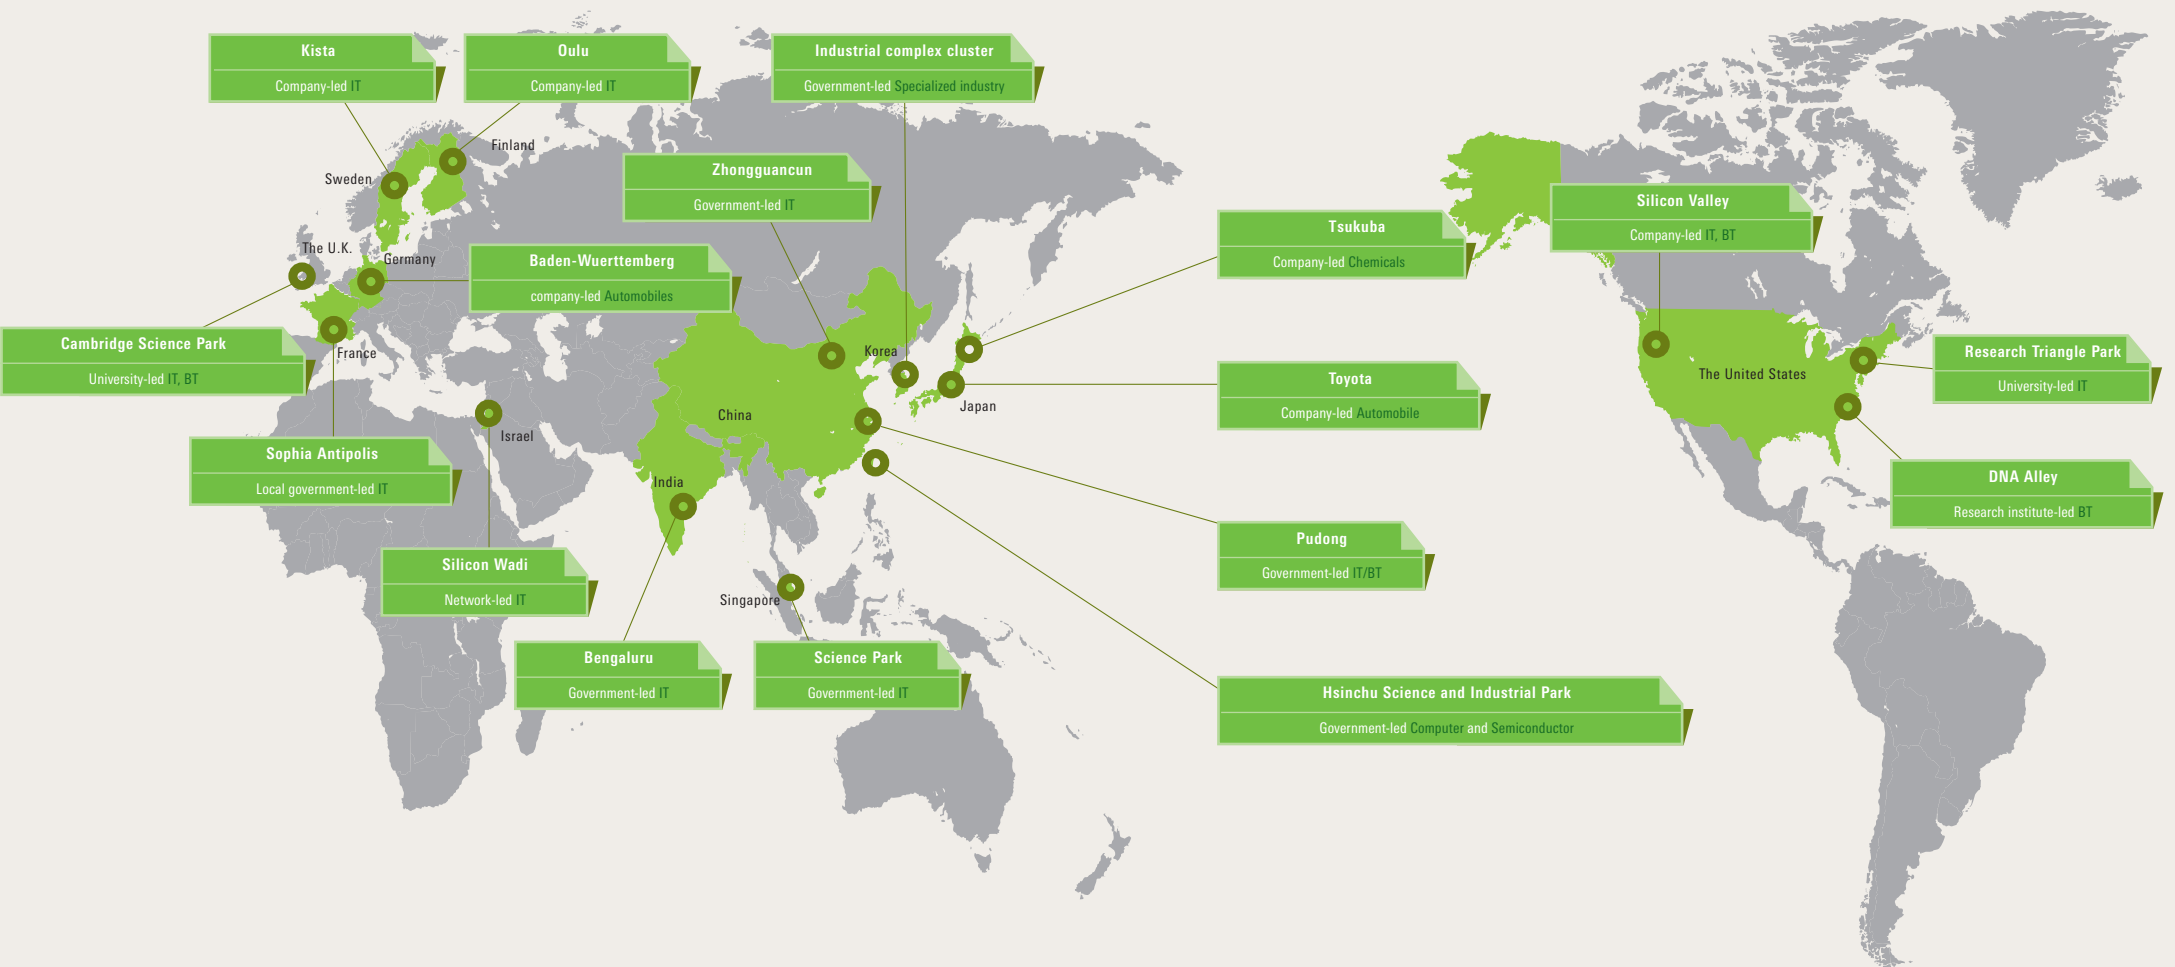 Kista
Company-led IT
Oulu
Company-led IT
Industrial complex cluster
Government-led Specialized industry
Finland
Sweden
Zhongguancun
Government-led IT
Silicon Valley
Company-led IT, BT
Tsukuba
Company-led Chemicals
The U.K.
Germany
Baden-Wuerttemberg
company-led Automobiles
Cambridge Science Park
University-led IT, BT
France
Korea
Research Triangle Park
University-led IT
The United States
Toyota
Company-led Automobile
Japan
China
Israel
Sophia Antipolis
Local government-led IT
India
DNA Alley
Research institute-led BT
Pudong
Government-led IT/BT
Silicon Wadi
Network-led IT
Singapore
Bengaluru
Government-led IT
Science Park
Government-led IT
Hsinchu Science and Industrial Park
Government-led Computer and Semiconductor